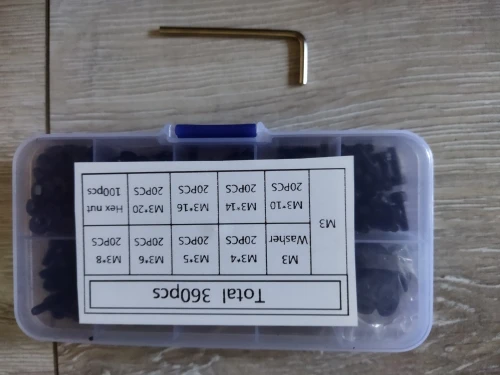 Total 360pcs
M3
M3 M3*4 M3*5 M3*6 M3*8
Washer 20PCS 20PCS 20PCS 20PCS
M3*10 M3*14 M3*16 M3*20 Hex nut
20PCS 20PCS 20PCS 20PCS 100pcs